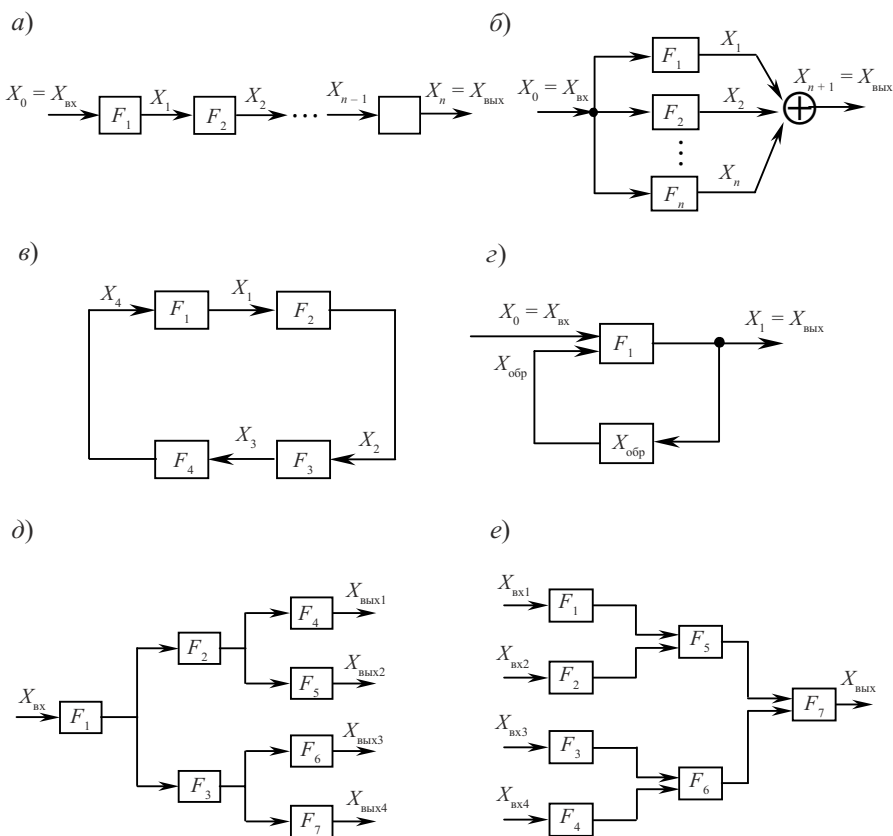 а)
X₀ = Xвх
F₁
X₁
F₂
X₂
...
Xₙ₋₁
Xₙ = Xвых
б)
X₀ = Xвх
F₁
X₁
F₂
X₂
Fₙ
Xₙ
Xₙ₊₁ = Xвых
в)
X₄
F₁
X₁
F₂
F₄
X₃
F₃
X₂
г)
X₀ = Xвх
F₁
X₁ = Xвых
Xобр
Xобр
д)
Xвх
F₁
F₂
F₃
F₄
Xвых1
F₅
Xвых2
F₆
Xвых3
F₇
Xвых4
е)
Xвх1
F₁
Xвх2
F₂
Xвх3
F₃
Xвх4
F₄
F₅
F₆
F₇
Xвых